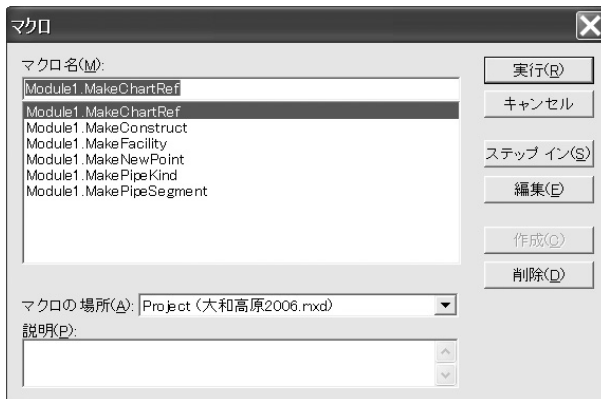 マクロ
マクロ名(M):
Module1.MakeChartRef
Module1.MakeChartRef
Module1.MakeConstruct
Module1.MakeFacility
Module1.MakeNewPoint
Module1.MakePipeKind
Module1.MakePipeSegment
実行(R)
キャンセル
ステップ イン(S)
編集(E)
作成(C)
削除(D)
マクロの場所(A): Project (大和高原2006.mxd)
説明(P):